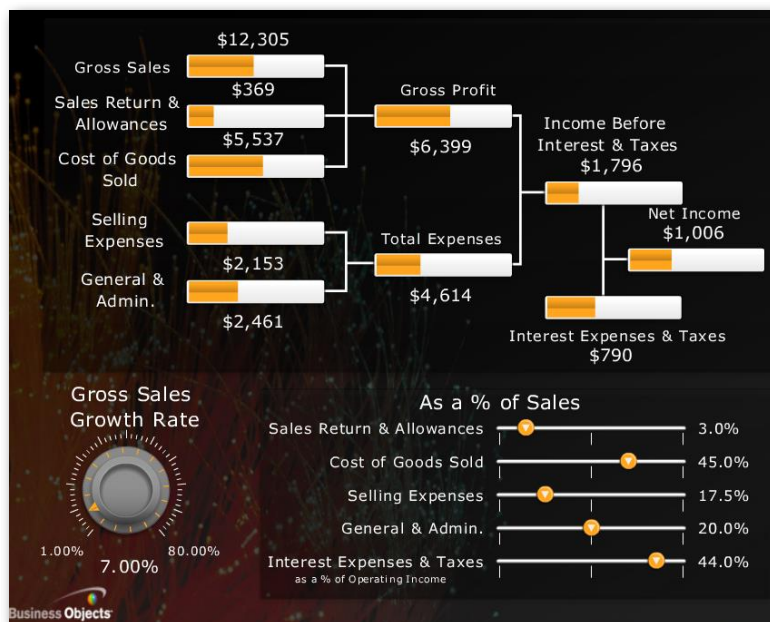 $12,305
Gross Sales
$369
Sales Return &
Allowances
$5,537
Cost of Goods
Sold
Gross Profit
$6,399
Selling
Expenses
$2,153
General &
Admin.
$2,461
Total Expenses
$4,614
Income Before
Interest & Taxes
$1,796
Net Income
$1,006
Interest Expenses & Taxes
$790
Gross Sales
Growth Rate
1.00%
80.00%
7.00%
As a % of Sales
Sales Return & Allowances 3.0%
Cost of Goods Sold 45.0%
Selling Expenses 17.5%
General & Admin. 20.0%
Interest Expenses & Taxes 44.0%
as a % of Operating Income
Business Objects